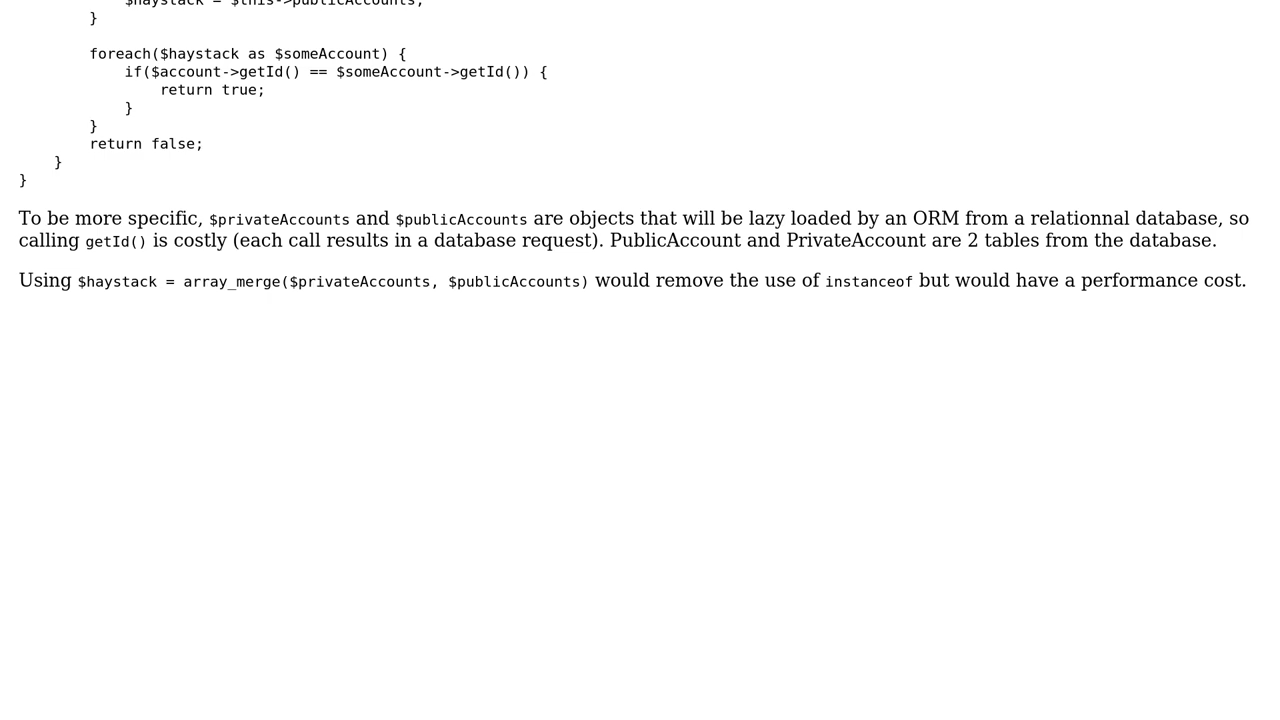 $haystack = $this->publicAccounts;
}
foreach($haystack as $someAccount) {
if($account->getId() == $someAccount->getId()) {
return true;
}
}
return false;
}
}
To be more specific, $privateAccounts and $publicAccounts are objects that will be lazy loaded by an ORM from a relationnal database, so
calling getId() is costly (each call results in a database request). PublicAccount and PrivateAccount are 2 tables from the database.
Using $haystack = array_merge($privateAccounts, $publicAccounts) would remove the use of instanceof but would have a performance cost.